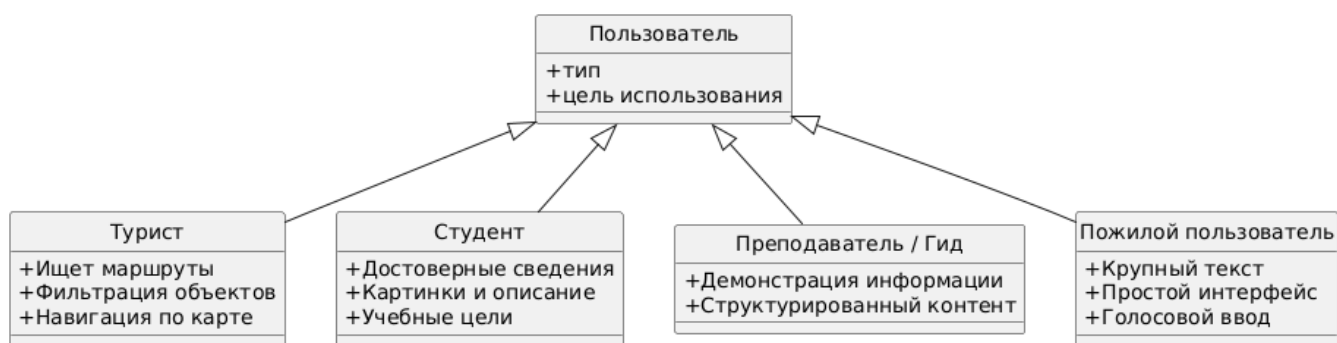 Пользователь
+тип
+цель использования
Турист
+Ищет маршруты
+Фильтрация объектов
+Навигация по карте
Студент
+Достоверные сведения
+Картинки и описание
+Учебные цели
Преподаватель / Гид
+Демонстрация информации
+Структурированный контент
Пожилой пользователь
+Крупный текст
+Простой интерфейс
+Голосовой ввод